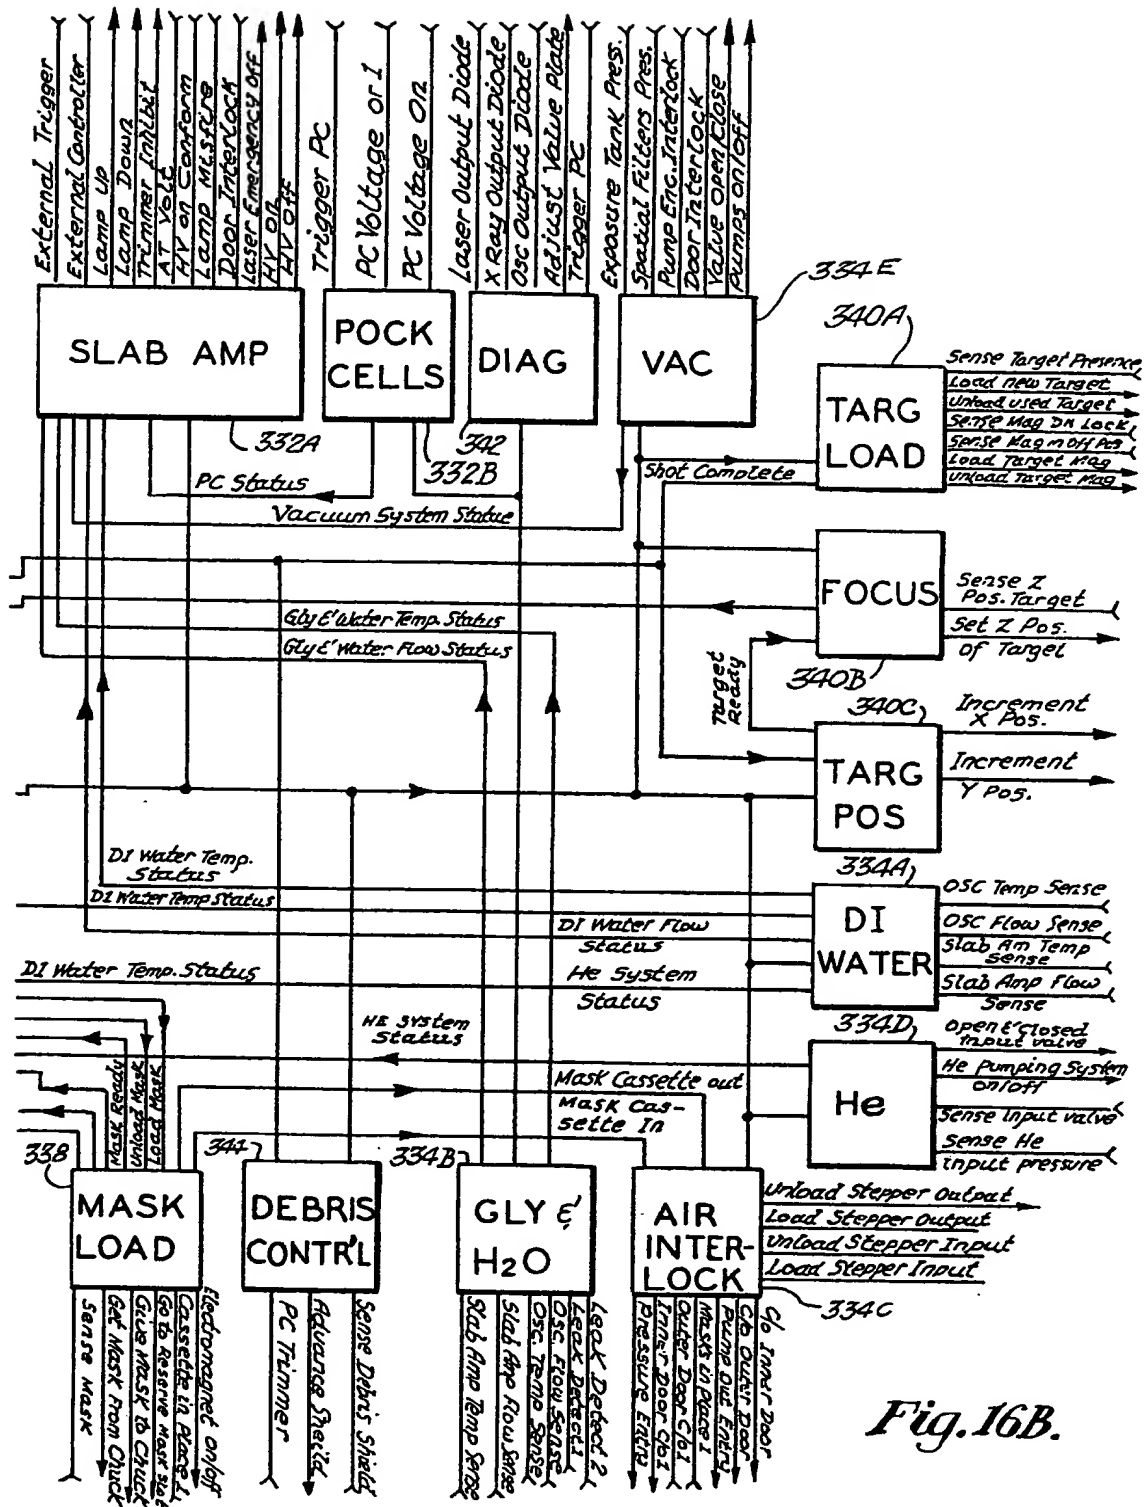 External Trigger
External Controller
Lamp Up
Lamp Down
Trimmer Inhibit
AT Volt
HV on Conform
Lamp Misfire
Door Interlock
Laser Emergency Off
HV on
HV Off
Trigger PC
PC Voltage or I
PC Voltage On
Laser Output Diode
X Ray Output Diode
Osc Output Diode
Adjust Valve Plate
Trigger PC
Exposure Tank Press.
Spatial Filters Pres.
Pump Enc. Interlock
Door Interlock
Value Open/Close
Pumps on/off
334E
340A
SLAB AMP
POCK
CELLS
DIAG
VAC
TARG
LOAD
Sense Target Presence
Load new Target
Unload used Target
Sense Mag On Lock
Sense Mag m Off Pos
Load Target Mag
Unload Target Mag
332A
332B
342
Shot Complete
PC Status
Vacuum System Statue
FOCUS
Sense Z
Pos. Target
Set Z Pos.
of Target
340B
Gly &' Water Temp. Status
Gly &' Water Flow Status
Target
Ready
340C
Increment
X Pos.
TARG
POS
Increment
Y Pos.
334A
DI Water Temp.
Status
DI Water Temp Status
DI Water Flow
Status
DI
WATER
OSC Temp Sense
OSC Flow Sense
Slab Am Temp
Sense
Slab Amp Flow
Sense
DI Water Temp. Status
He System
Status
334D
HE System
Status
He
Open &' Closed
Input valve
He Pumping System
on/off
Sense Input valve
Sense He
input pressure
Mask Cassette out
Mask Cas-
sette In
Mask Ready
Unload Mask
Load Mask
338
344
334B
MASK
LOAD
DEBRIS
CONTR'L
GLY &'
H2O
AIR
INTER-
LOCK
Unload Stepper Output
Load Stepper Output
Unload Stepper Input
Load Stepper Input
334C
Sense Mask
Get Mask From Chuck
Give Mask to Chuck
Go to Reserve Mask Slot
Cassette in Place 1
Electromagnet on/off
PC Trimmer
Advance Sheild
Sense Debris Shield
Slab Amp Temp Sense
Slab Amp Flow Sense
Osc. Temp Sense
Osc Flow Sense
Leak Detect 1
Leak Detect 2
Pressure Entry
Inner Door C/o 1
Outer Door C/o 1
Masks in Place 1
Pump Out Entry
C/o Outer Door
C/o Inner Door
Fig. 16B.